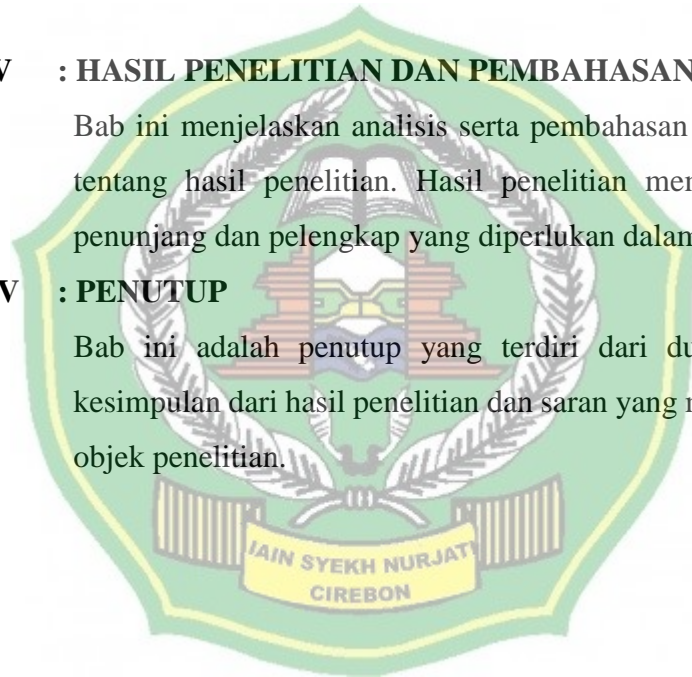 V : HASIL PENELITIAN DAN PEMBAHASAN
Bab ini menjelaskan analisis serta pembahasan
tentang hasil penelitian. Hasil penelitian mer
penunjang dan pelengkap yang diperlukan dalam
V : PENUTUP
Bab ini adalah penutup yang terdiri dari du
kesimpulan dari hasil penelitian dan saran yang
objek penelitian.
IAIN SYEKH NURJATI
CIREBON